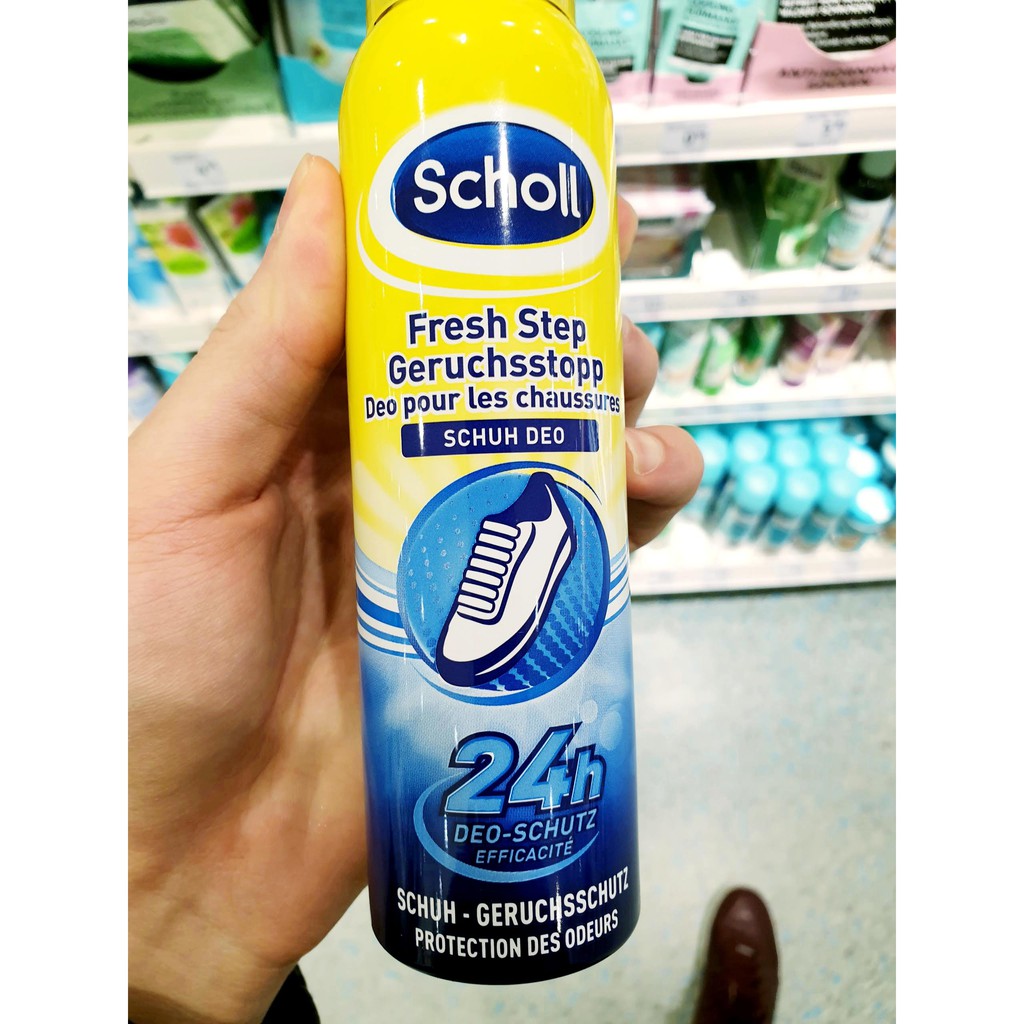 Scholl
Fresh Step
Geruchsstopp
Deo pour les chaussures
SCHUH DEO
24h
DEO-SCHUTZ
EFFICACITÉ
SCHUH - GERUCHSSCHUTZ
PROTECTION DES ODEURS